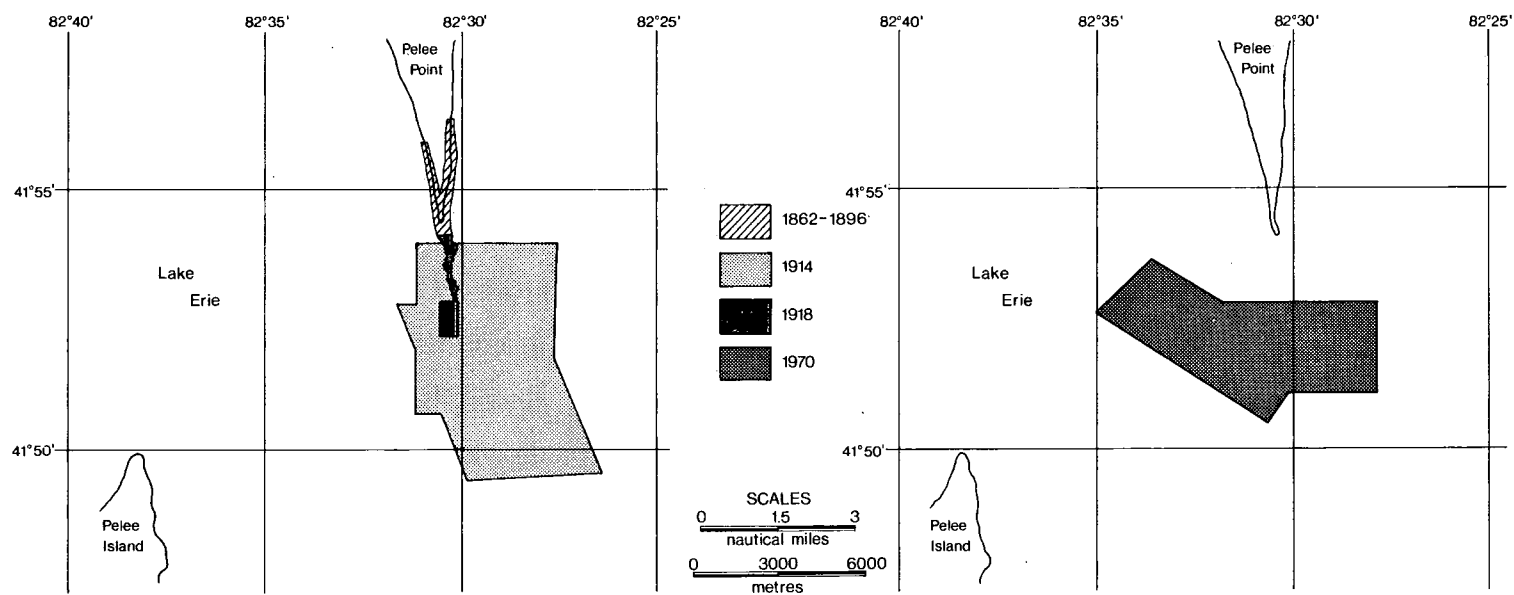 82°40'
82°35'
82°30'
82°25'
Pelee
Point
41°55'
Lake
Erie
41°50'
Pelee
Island
1862-1896
1914
1918
1970
SCALES
0 1.5 3
nautical miles
0 3000 6000
metres
82°40'
82°35'
82°30'
82°25'
Pelee
Point
41°55'
Lake
Erie
41°50'
Pelee
Island